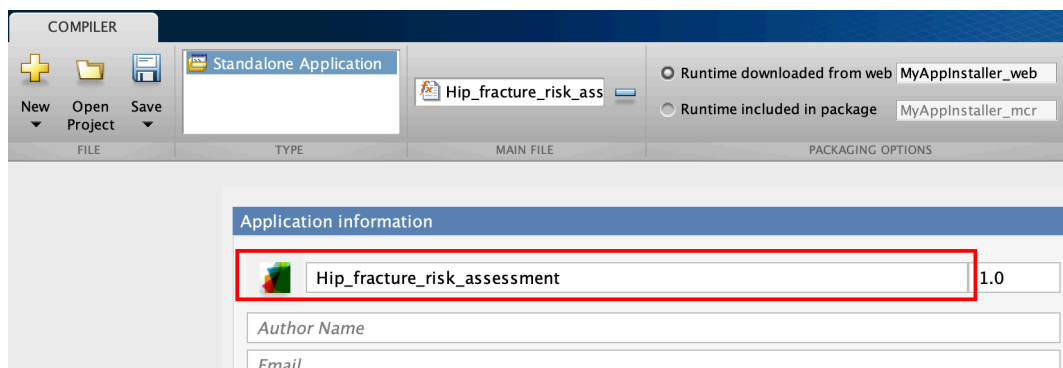 COMPILER
New
Open
Project
Save
FILE
Standalone Application
TYPE
Hip_fracture_risk_ass
MAIN FILE
Runtime downloaded from web MyAppInstaller_web
Runtime included in package MyAppInstaller_mcr
PACKAGING OPTIONS
Application information
Hip_fracture_risk_assessment 1.0
Author Name
Email